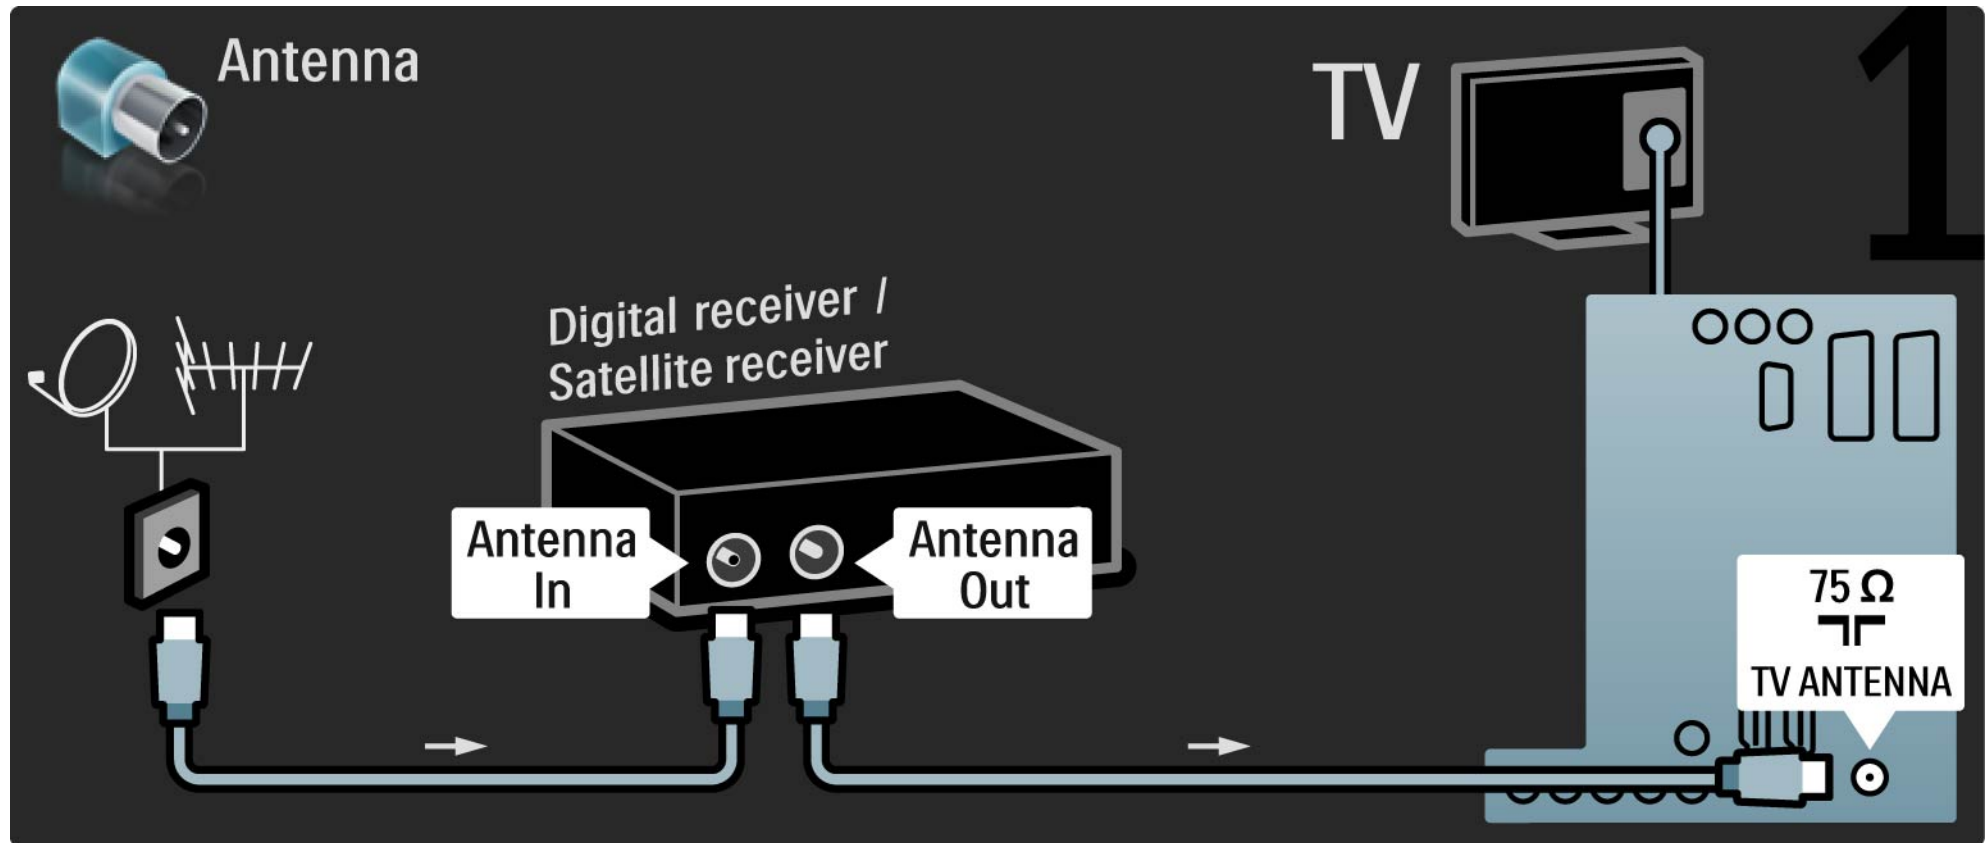 Antenna
TV
1
Digital receiver /
Satellite receiver
Antenna
In
Antenna
Out
75 Ω
TV ANTENNA